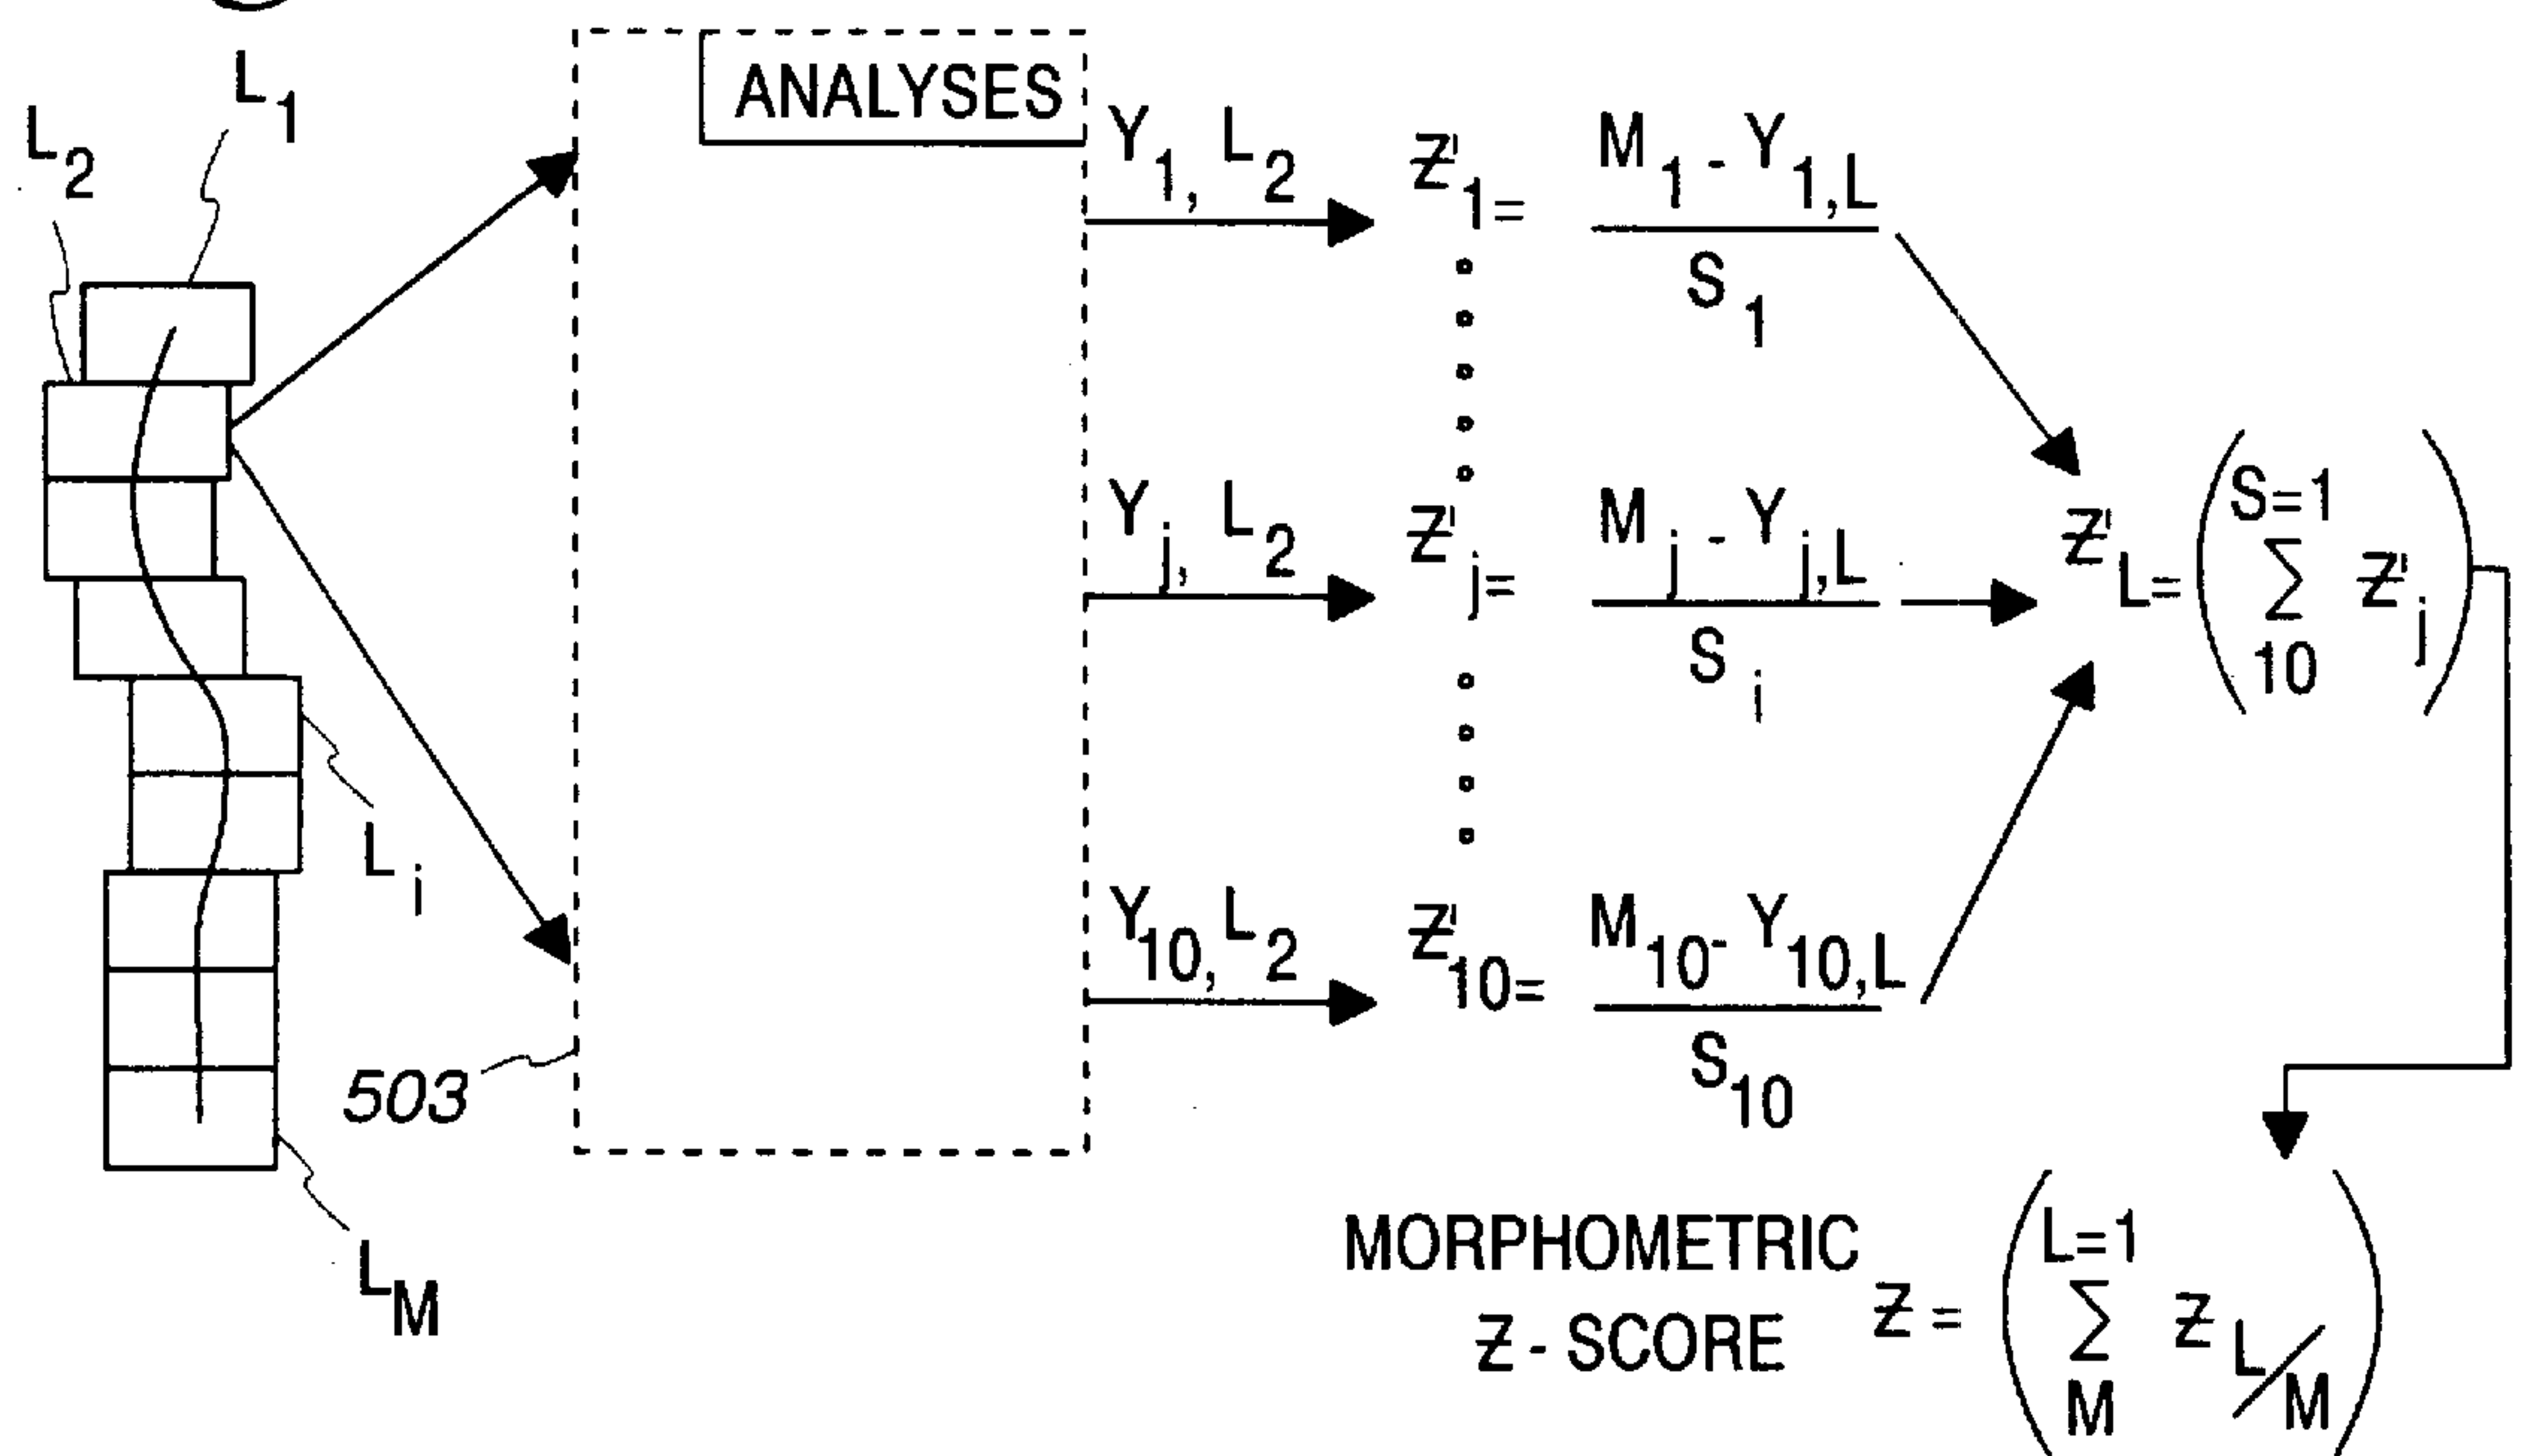 L1
L2
ANALYSES
Y1, L2
Z'1= M1 - Y1,L
S1
Yj, L2
Z'j= Mj - Yj,L
Si
Z'L= (S=1 Σ 10 Z'j)
Li
Y10, L2
Z'10= M10- Y10,L
S10
503
LM
MORPHOMETRIC
Z - SCORE
Z = (L=1 Σ M Z L/M)